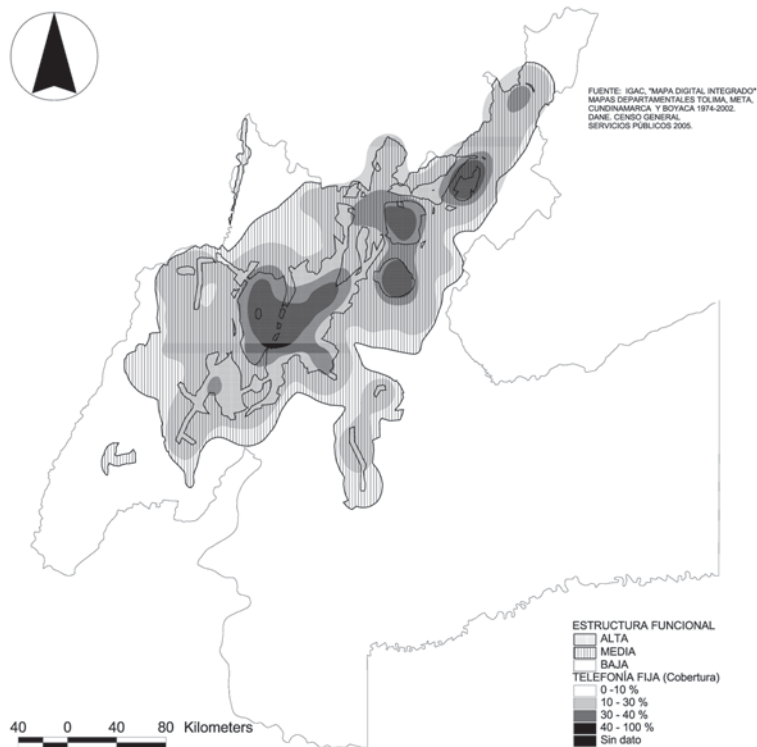 FUENTE: IGAC, "MAPA DIGITAL INTEGRADO"
MAPAS DEPARTAMENTALES TOLIMA, META,
CUNDINAMARCA Y BOYACA 1974-2002.
DANE. CENSO GENERAL
SERVICIOS PÚBLICOS 2005.
ESTRUCTURA FUNCIONAL
ALTA
MEDIA
BAJA
TELEFONÍA FIJA (Cobertura)
0 -10 %
10 - 30 %
30 - 40 %
40 - 100 %
Sin dato
40 0 40 80 Kilometers